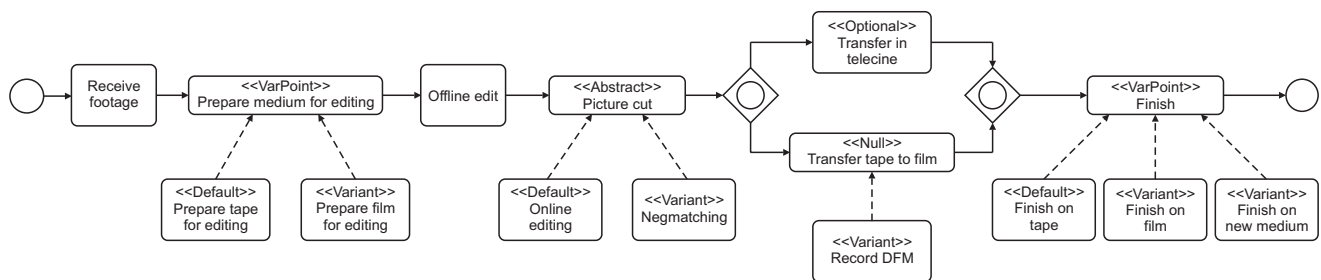 Receive
footage
<<VarPoint>>
Prepare medium for editing
Offline edit
<<Abstract>>
Picture cut
<<Optional>>
Transfer in
telecine
<<Null>>
Transfer tape to film
<<VarPoint>>
Finish
<<Default>>
Prepare tape
for editing
<<Variant>>
Prepare film
for editing
<<Default>>
Online
editing
<<Variant>>
Negmatching
<<Variant>>
Record DFM
<<Default>>
Finish on
tape
<<Variant>>
Finish on
film
<<Variant>>
Finish on
new medium